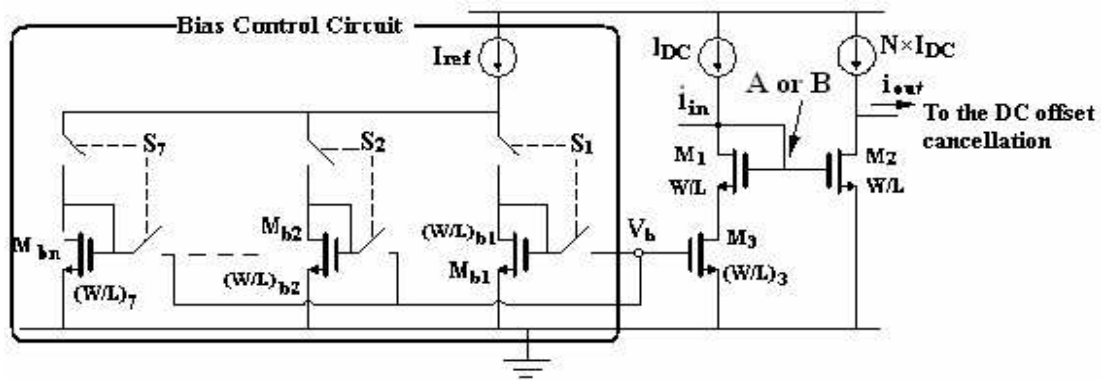 Bias Control Circuit
Iref
IDC
N×IDC
A or B
iin
iout
To the DC offset
cancellation
S7
S2
S1
M1
M2
W/L
W/L
Mbn
Mb2
(W/L)b1
Vb
M3
(W/L)7
(W/L)b2
Mb1
(W/L)3